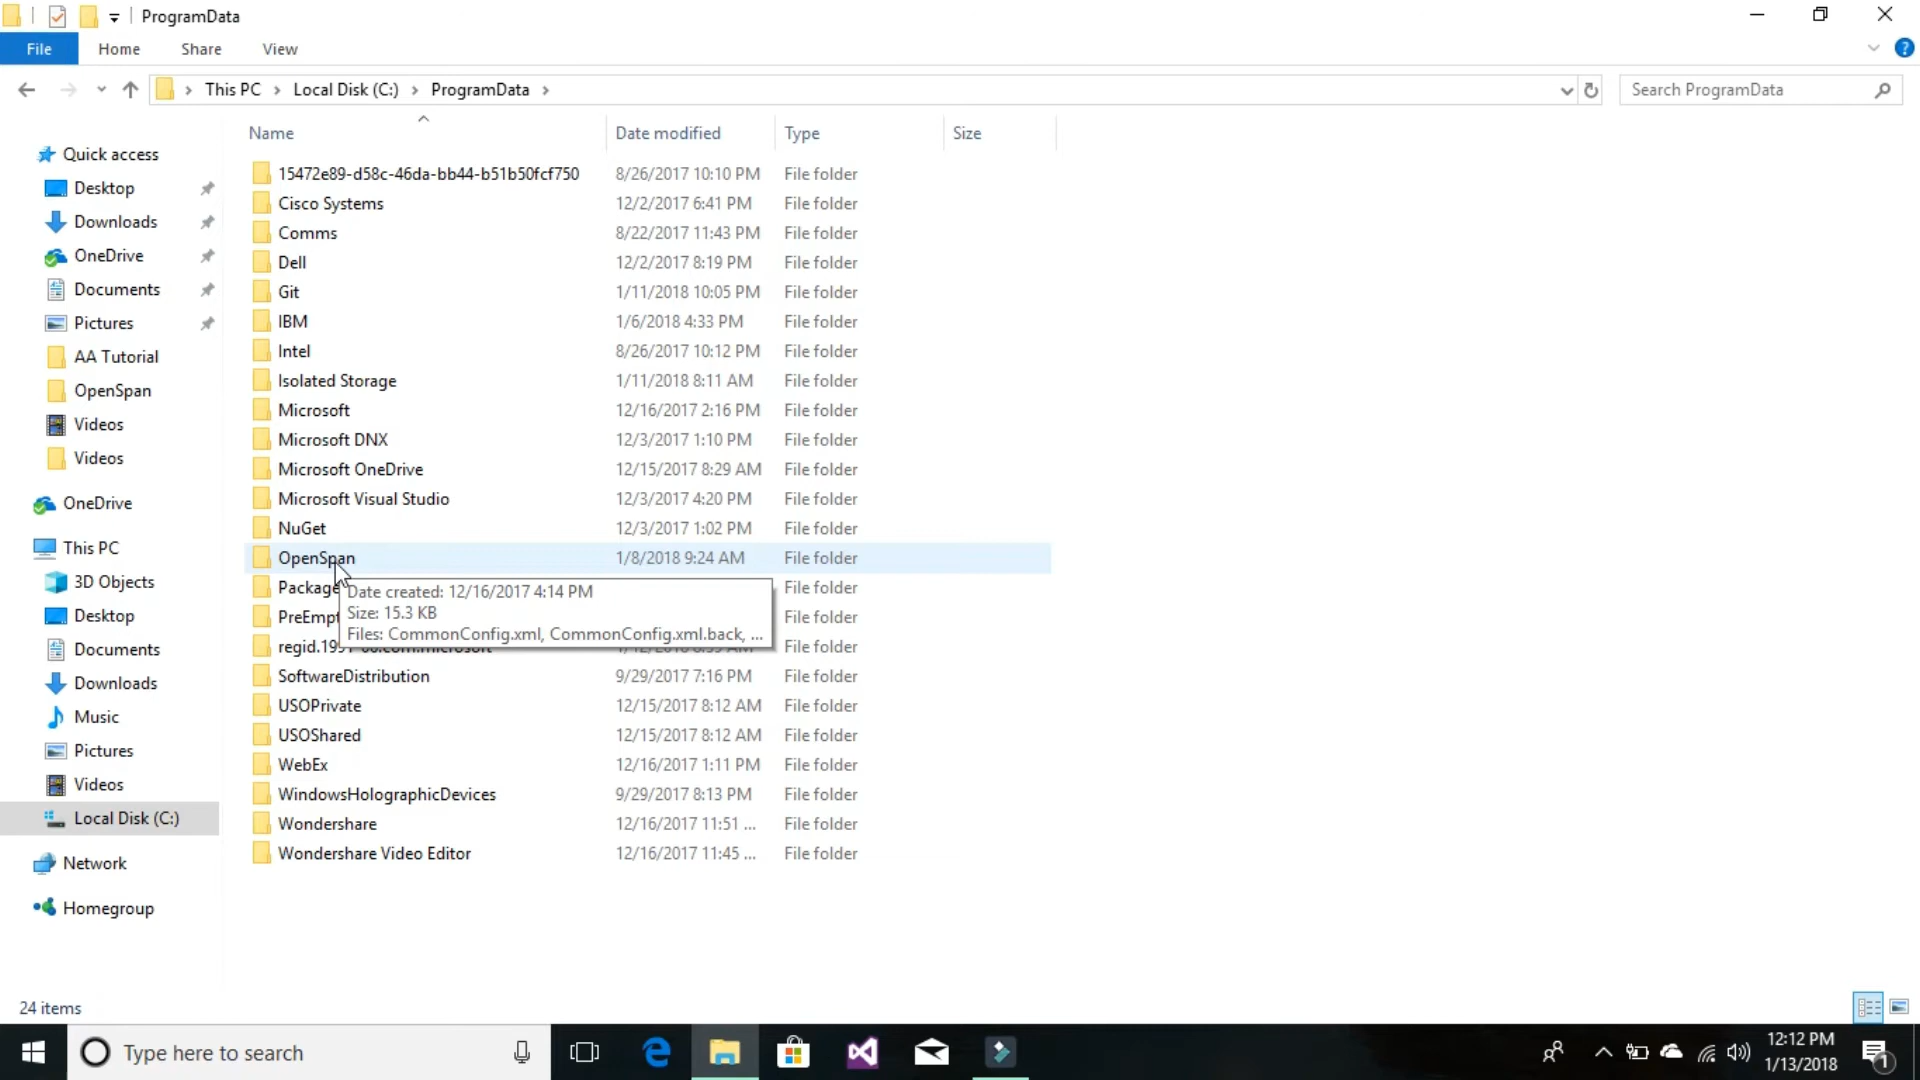 ProgramData
File Home Share View
This PC Local Disk (C:) ProgramData
Search ProgramData
Name Date modified Type Size
Quick access
Desktop
Downloads
OneDrive
Documents
Pictures
AA Tutorial
OpenSpan
Videos
Videos
OneDrive
This PC
3D Objects
Desktop
Documents
Downloads
Music
Pictures
Videos
Local Disk (C:)
Network
Homegroup
15472e89-d58c-46da-bb44-b51b50fcf750 8/26/2017 10:10 PM File folder
Cisco Systems 12/2/2017 6:41 PM File folder
Comms 8/22/2017 11:43 PM File folder
Dell 12/2/2017 8:19 PM File folder
Git 1/11/2018 10:05 PM File folder
IBM 1/6/2018 4:33 PM File folder
Intel 8/26/2017 10:12 PM File folder
Isolated Storage 1/11/2018 8:11 AM File folder
Microsoft 12/16/2017 2:16 PM File folder
Microsoft DNX 12/3/2017 1:10 PM File folder
Microsoft OneDrive 12/15/2017 8:29 AM File folder
Microsoft Visual Studio 12/3/2017 4:20 PM File folder
NuGet 12/3/2017 1:02 PM File folder
OpenSpan 1/8/2018 9:24 AM File folder
Package File folder
Date created: 12/16/2017 4:14 PM
Size: 15.3 KB
Files: CommonConfig.xml, CommonConfig.xml.back, ...
PreEmpt File folder
regid.1991 File folder
SoftwareDistribution 9/29/2017 7:16 PM File folder
USOPrivate 12/15/2017 8:12 AM File folder
USOShared 12/15/2017 8:12 AM File folder
WebEx 12/16/2017 1:11 PM File folder
WindowsHolographicDevices 9/29/2017 8:13 PM File folder
Wondershare 12/16/2017 11:51 ... File folder
Wondershare Video Editor 12/16/2017 11:45 ... File folder
24 items
Type here to search
12:12 PM
1/13/2018
1